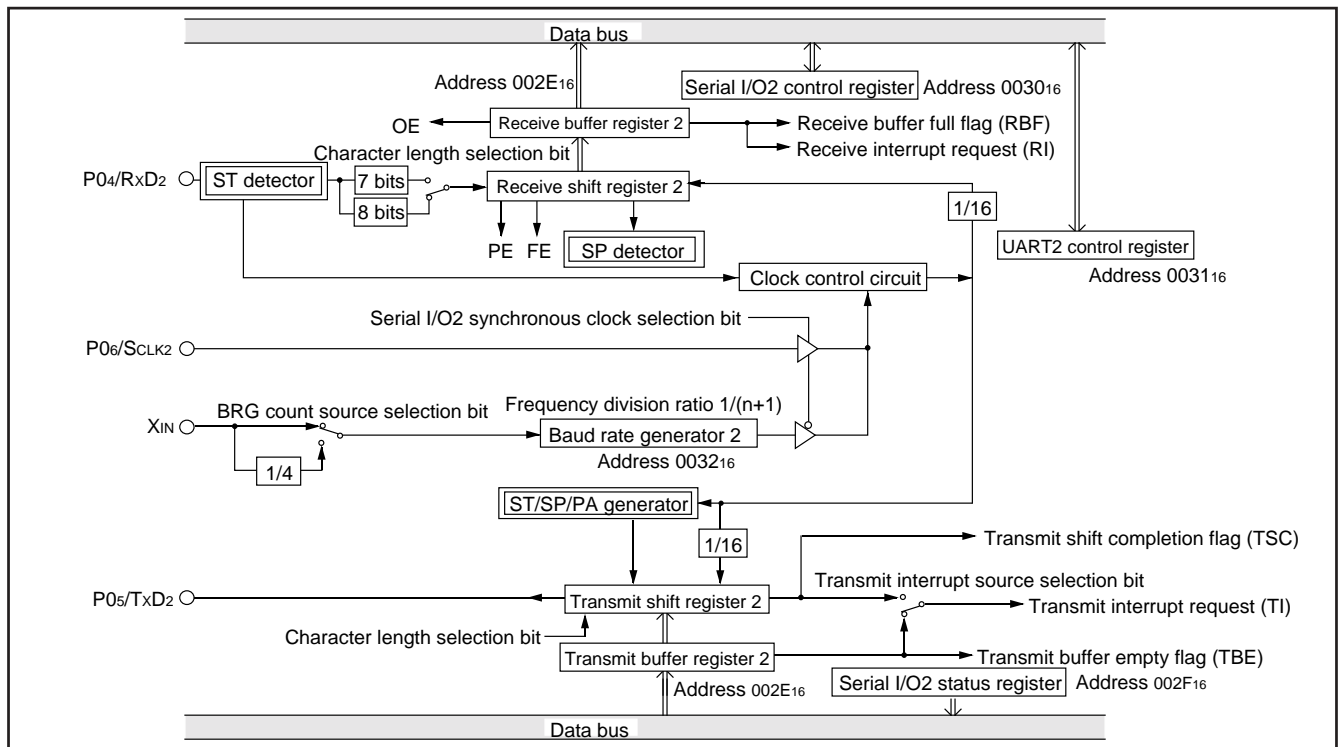 Data bus
Address 002E16
Serial I/O2 control register Address 003016
OE
Receive buffer register 2
Receive buffer full flag (RBF)
Receive interrupt request (RI)
Character length selection bit
P04/RXD2
ST detector
7 bits
8 bits
Receive shift register 2
1/16
PE FE
SP detector
UART2 control register
Address 003116
Clock control circuit
Serial I/O2 synchronous clock selection bit
P06/SCLK2
XIN
BRG count source selection bit
Frequency division ratio 1/(n+1)
Baud rate generator 2
Address 003216
1/4
ST/SP/PA generator
1/16
Transmit shift completion flag (TSC)
Transmit interrupt source selection bit
P05/TXD2
Transmit shift register 2
Transmit interrupt request (TI)
Character length selection bit
Transmit buffer register 2
Transmit buffer empty flag (TBE)
Address 002E16
Serial I/O2 status register Address 002F16
Data bus